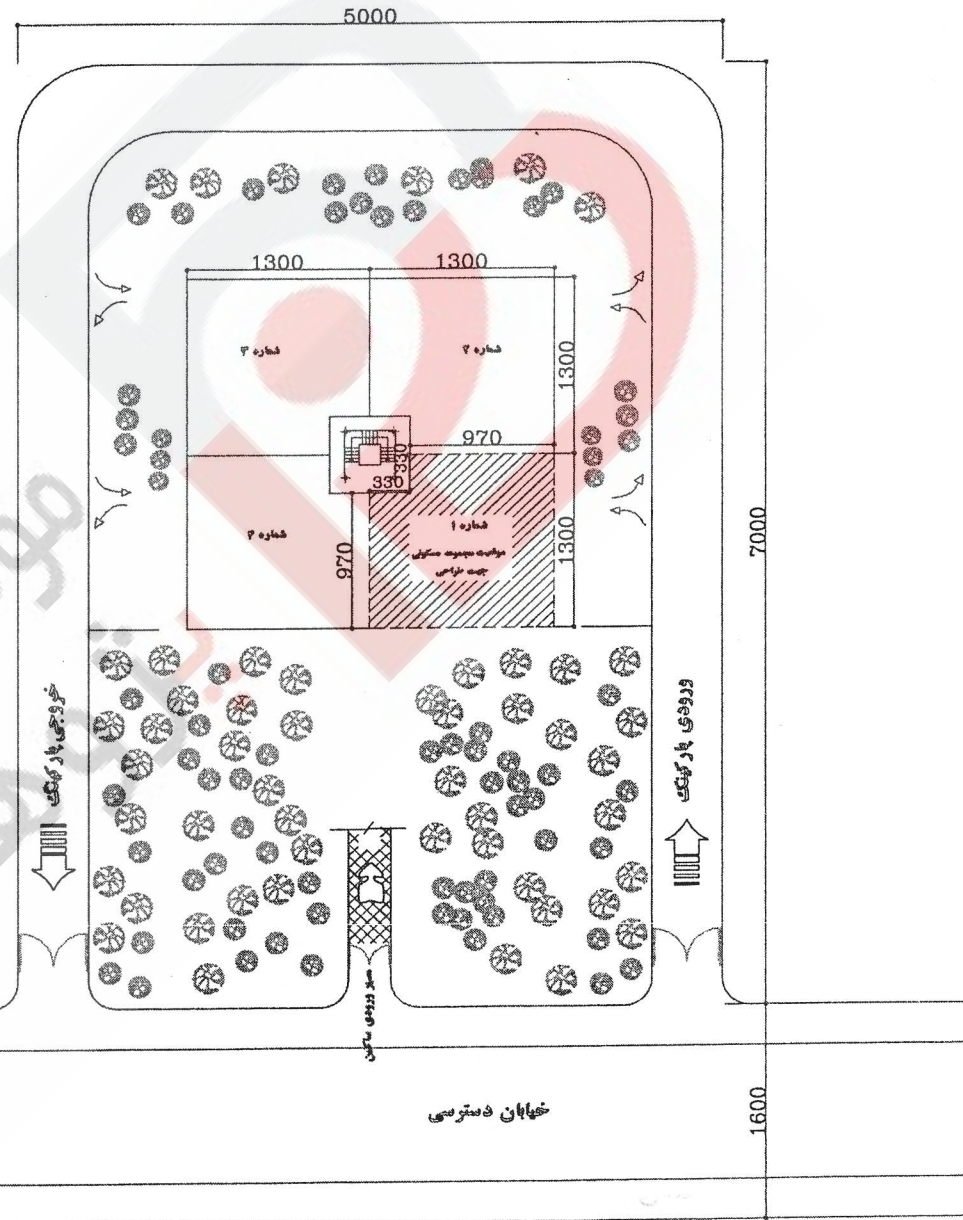 5000
1300
1300
شماره ۳
شماره ۲
1300
970
330
330
شماره ۴
شماره ۱
موقعیت مجموعه مسکونی
جهت طراحی
970
1300
7000
خروجی پارکینگ
ورودی پارکینگ
مسیر ورودی ساکنین
خیابان دسترسی
1600